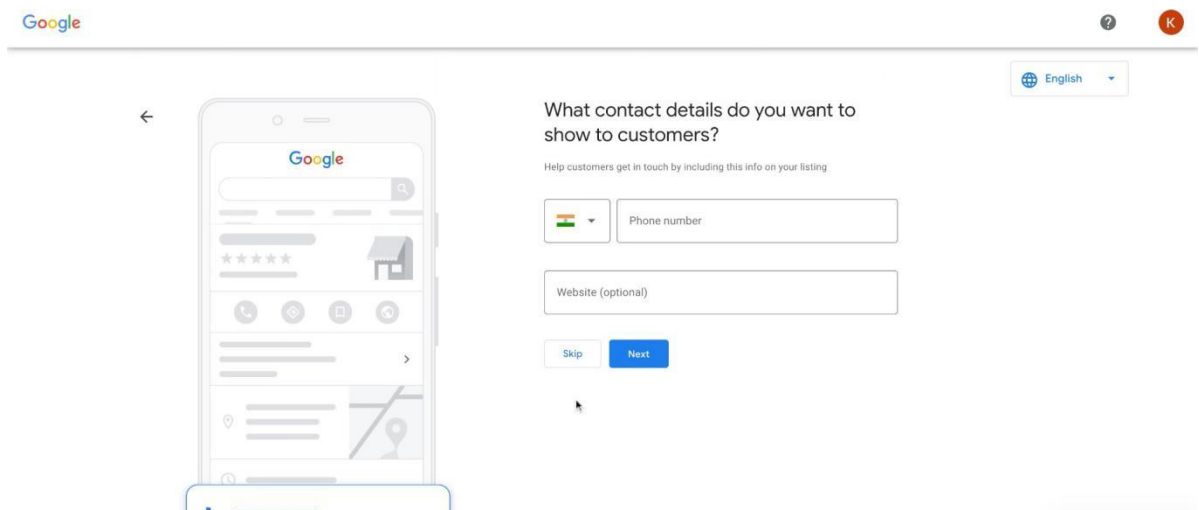 Google
K
English
What contact details do you want to
show to customers?
Google
Help customers get in touch by including this info on your listing
Phone number
Website (optional)
Skip Next